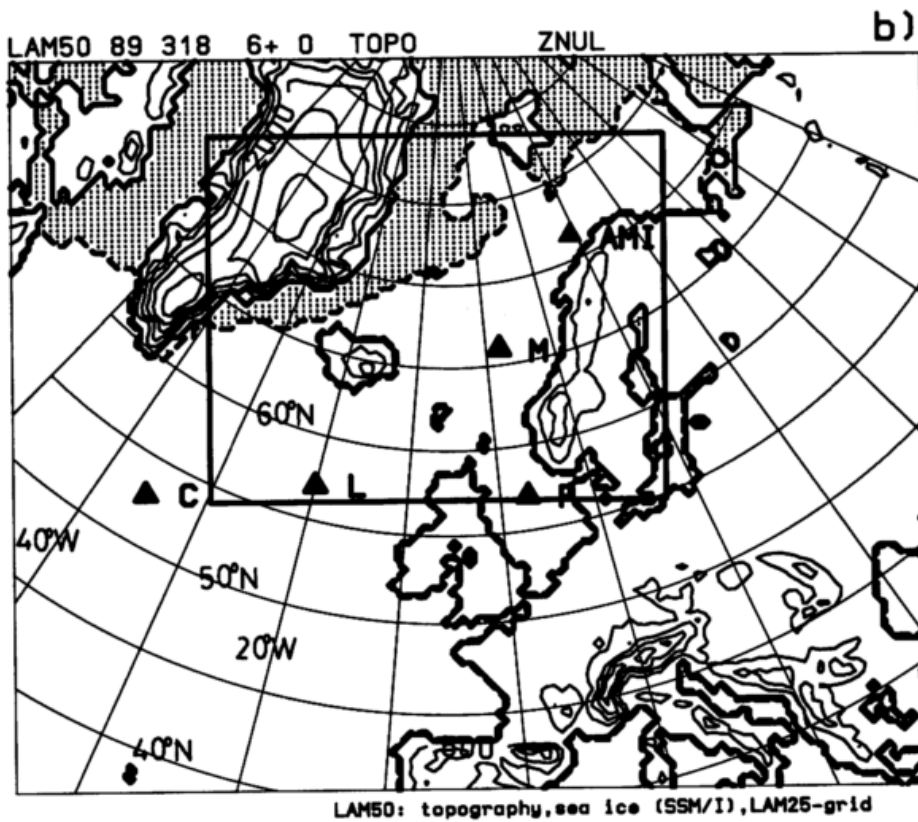 b)
LAM50 89 318 6+ 0 TOPO ZNUL
AMI
M
60°N
C
L
40°W
50°N
20°W
40°N
LAM50: topography,sea ice (SSM/I),LAM25-grid